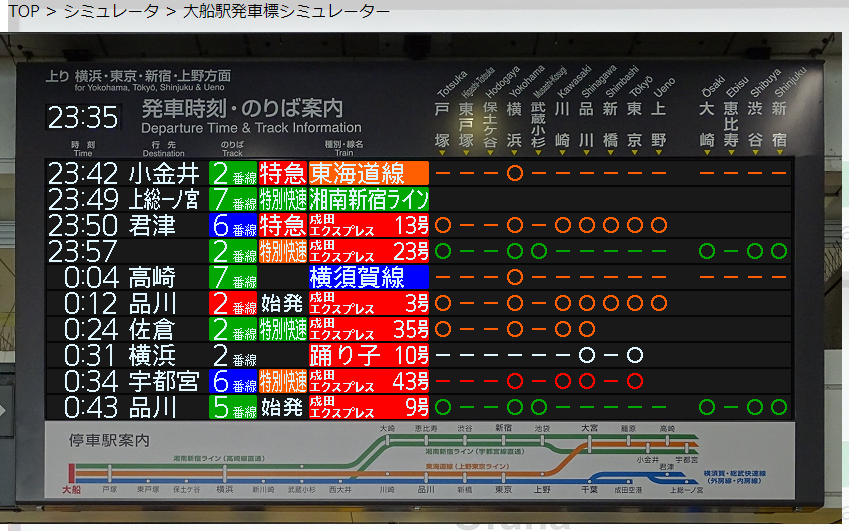 TOP > シミュレータ > 大船駅発車標シミュレーター
上り 横浜・東京・新宿・上野方面
for Yokohama, Tōkyō, Shinjuku & Ueno
23:35 発車時刻・のりば案内
Departure Time & Track Information
時刻 行先 のりば 種別・線名
Time Destination Track Train
Totsuka Higashi-Totsuka Hodogaya Yokohama Musashi-Kosugi Kawasaki Shinagawa Shimbashi Tōkyō Ueno Osaki Ebisu Shibuya Shinjuku
戸塚 東戸塚 保土ケ谷 横浜 武蔵小杉 川崎 品川 新橋 東京 上野 大崎 恵比寿 渋谷 新宿
23:42 小金井 2番線 特急 東海道線
23:49 上総一ノ宮 7番線 特別快速 湘南新宿ライン
23:50 君津 6番線 特急 成田エクスプレス 13号
23:57 2番線 特別快速 成田エクスプレス 23号
0:04 高崎 7番線 横須賀線
0:12 品川 2番線 始発 成田エクスプレス 3号
0:24 佐倉 2番線 特別快速 成田エクスプレス 35号
0:31 横浜 2番線 踊り子 10号
0:34 宇都宮 6番線 特別快速 成田エクスプレス 43号
0:43 品川 5番線 始発 成田エクスプレス 9号
停車駅案内
大崎 恵比寿 渋谷 新宿 池袋 大宮 籠原 高崎
湘南新宿ライン(高崎線直通)
湘南新宿ライン(宇都宮線直通)
小金井 宇都宮
東海道線(上野東京ライン)
君津
横須賀・総武快速線
(外房線・内房線)
大船 戸塚 東戸塚 保土ケ谷 横浜 新川崎 武蔵小杉 西大井 川崎 品川 新橋 東京 上野 千葉 成田空港 上総一ノ宮